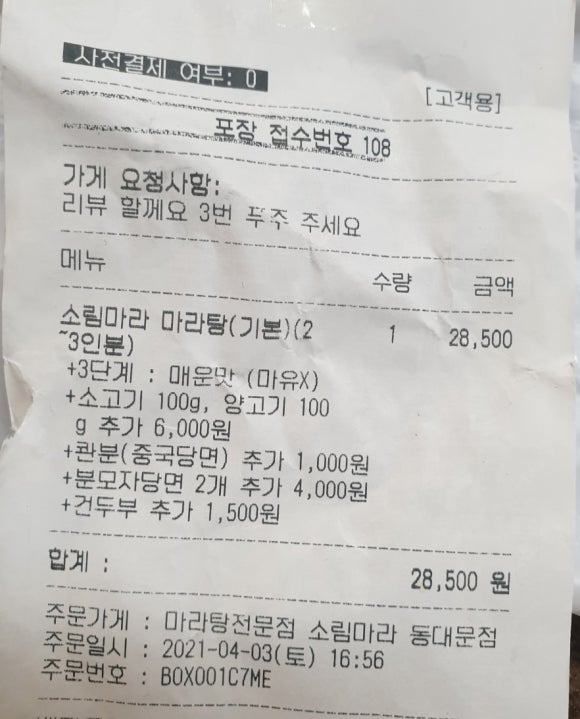 사전결제 여부: O
[고객용]
포장 접수번호 108
가게 요청사항:
리뷰 할께요 3번 푸주 주세요
메뉴 수량 금액
소림마라 마라탕(기본)(2 1 28,500
~3인분)
+3단계 : 매운맛 (마유X)
+소고기 100g, 양고기 100
g 추가 6,000원
+콴분(중국당면) 추가 1,000원
+분모자당면 2개 추가 4,000원
+건두부 추가 1,500원
합계 : 28,500 원
주문가게 : 마라탕전문점 소림마라 동대문점
주문일시 : 2021-04-03(토) 16:56
주문번호 : B0X001C7ME